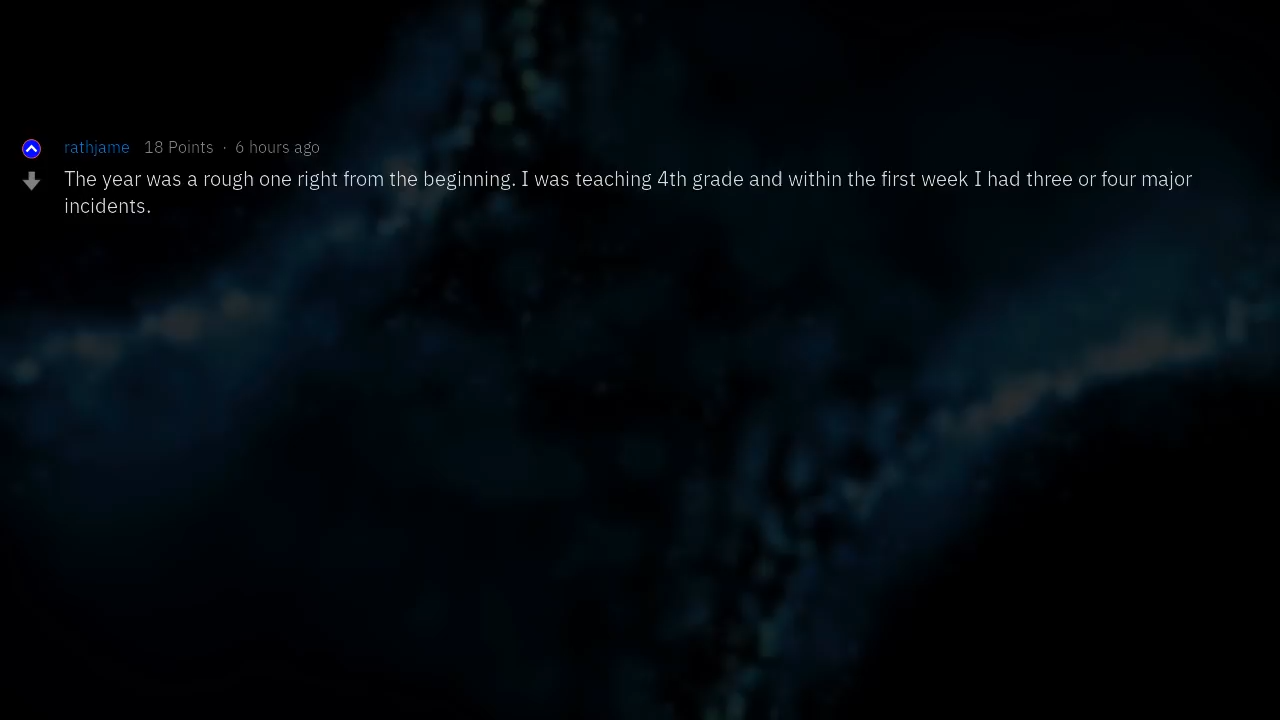 rathjame 18 Points · 6 hours ago
The year was a rough one right from the beginning. I was teaching 4th grade and within the first week I had three or four major
incidents.